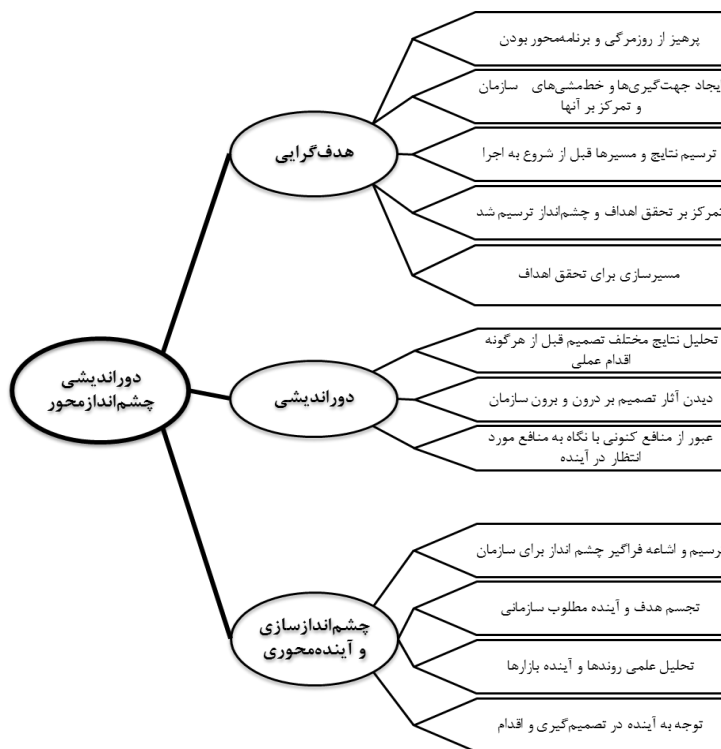 پرهیز از روزمرگی و برنامه‌محور بودن
ایجاد جهت‌گیری‌ها و خط‌مشی‌های سازمان
و تمرکز بر آنها
ترسیم نتایج و مسیرها قبل از شروع به اجرا
تمرکز بر تحقق اهداف و چشم‌انداز ترسیم شد
مسیرسازی برای تحقق اهداف
هدف‌گرایی
تحلیل نتایج مختلف تصمیم قبل از هرگونه
اقدام عملی
دیدن آثار تصمیم بر درون و برون سازمان
عبور از منافع کنونی با نگاه به منافع مورد
انتظار در آینده
دوراندیشی
دوراندیشی
چشم‌اندازمحور
ترسیم و اشاعه فراگیر چشم انداز برای سازمان
تجسم هدف و آینده مطلوب سازمانی
تحلیل علمی روندها و آینده بازارها
توجه به آینده در تصمیم‌گیری و اقدام
چشم‌اندازسازی
و آینده‌محوری